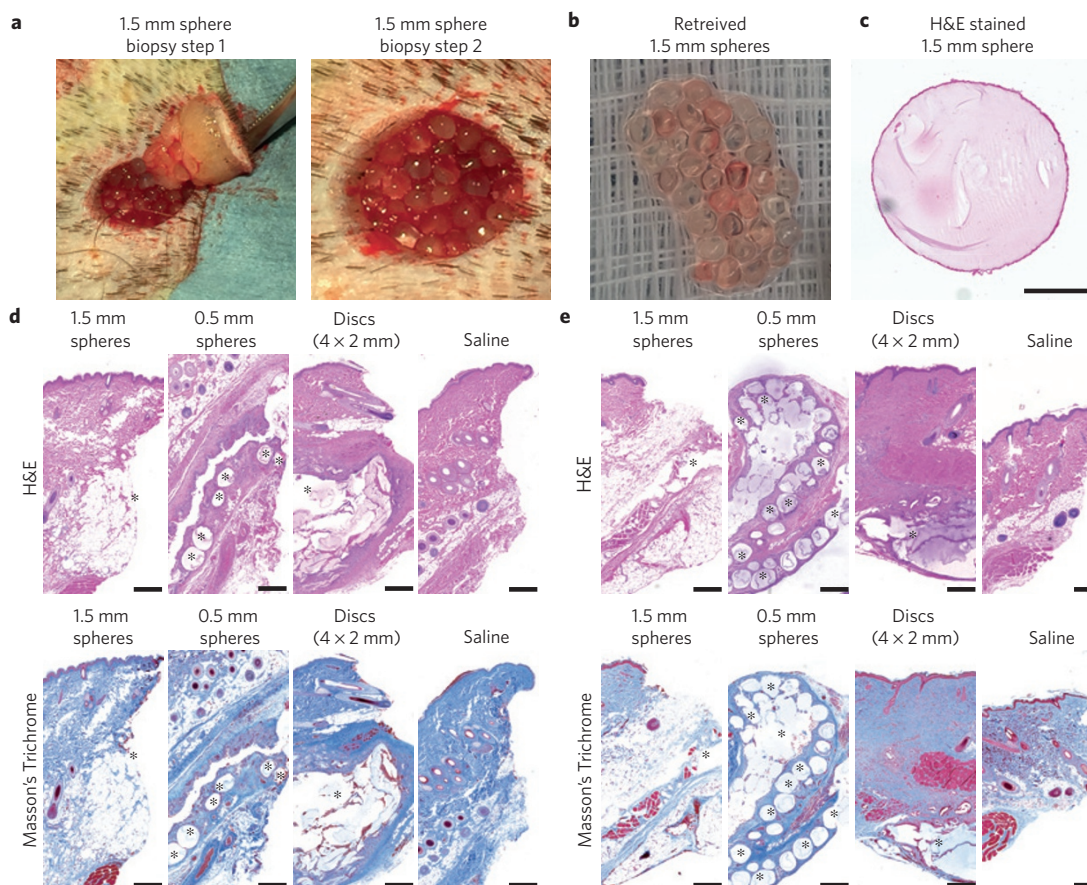 a
1.5 mm sphere
biopsy step 1
1.5 mm sphere
biopsy step 2
b
Retreived
1.5 mm spheres
c
H&E stained
1.5 mm sphere
d
1.5 mm
spheres
0.5 mm
spheres
Discs
(4 × 2 mm)
Saline
H&E
* * * * * * *
1.5 mm
spheres
0.5 mm
spheres
Discs
(4 × 2 mm)
Saline
Masson's Trichrome
* * * * * * * *
e
1.5 mm
spheres
0.5 mm
spheres
Discs
(4 × 2 mm)
Saline
H&E
* * * * * * * * *
1.5 mm
spheres
0.5 mm
spheres
Discs
(4 × 2 mm)
Saline
Masson's Trichrome
* * * * * * * * * * *